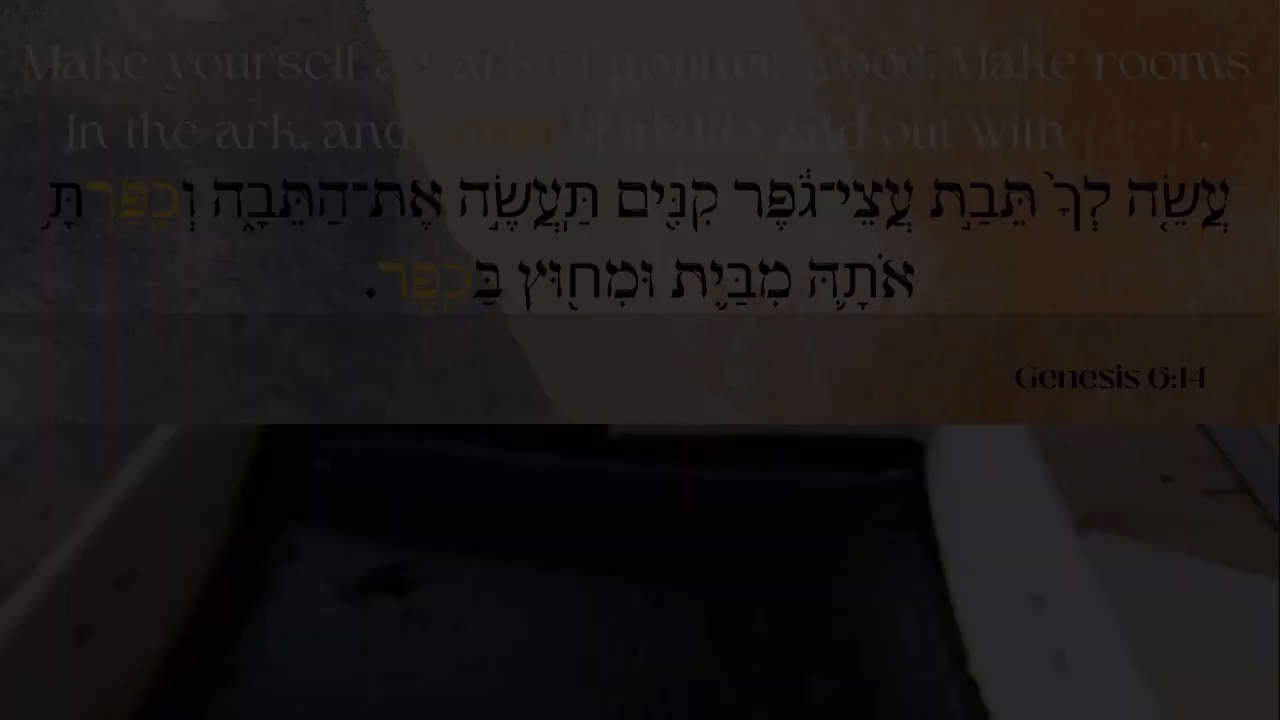 Make yourself an ark of gopher wood. Make rooms
in the ark, and cover it inside and out with pitch.
עֲשֵׂ֤ה לְךָ֙ תֵּבַ֣ת עֲצֵי־גֹ֔פֶר קִנִּ֖ים תַּֽעֲשֶׂ֣ה אֶת־הַתֵּבָ֑ה וְכָֽפַרְתָּ֥
אֹתָ֛הּ מִבַּ֥יִת וּמִח֖וּץ בַּכֹּֽפֶר.
Genesis 6:14